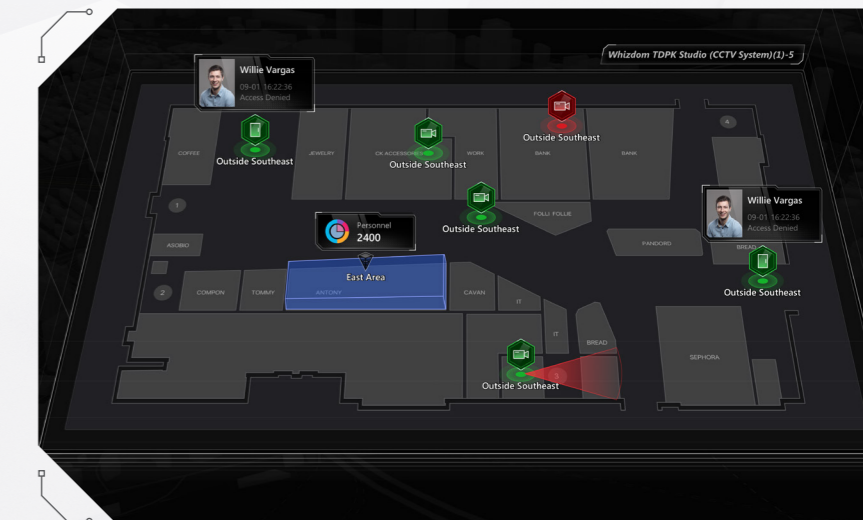 Whizdom TDPK Studio (CCTV System)(1)-5
Willie Vargas
09-01 16:22:36
Access Denied
Outside Southeast
Outside Southeast
Outside Southeast
COFFEE
JEWELRY
CK ACCESSORIE
WORK
BANK
BANK
A
1
Willie Vargas
09-01 16:22:36
Access Denied
Outside Southeast
Outside Southeast
FOLLI FOLLIE
Personnel
2400
ASOBIO
PANDORD
BREAD
East Area
2
COMPON
TOMMY
ANTONY
CAVAN
IT
IT
BREAD
SEPHORA
3
Outside Southeast